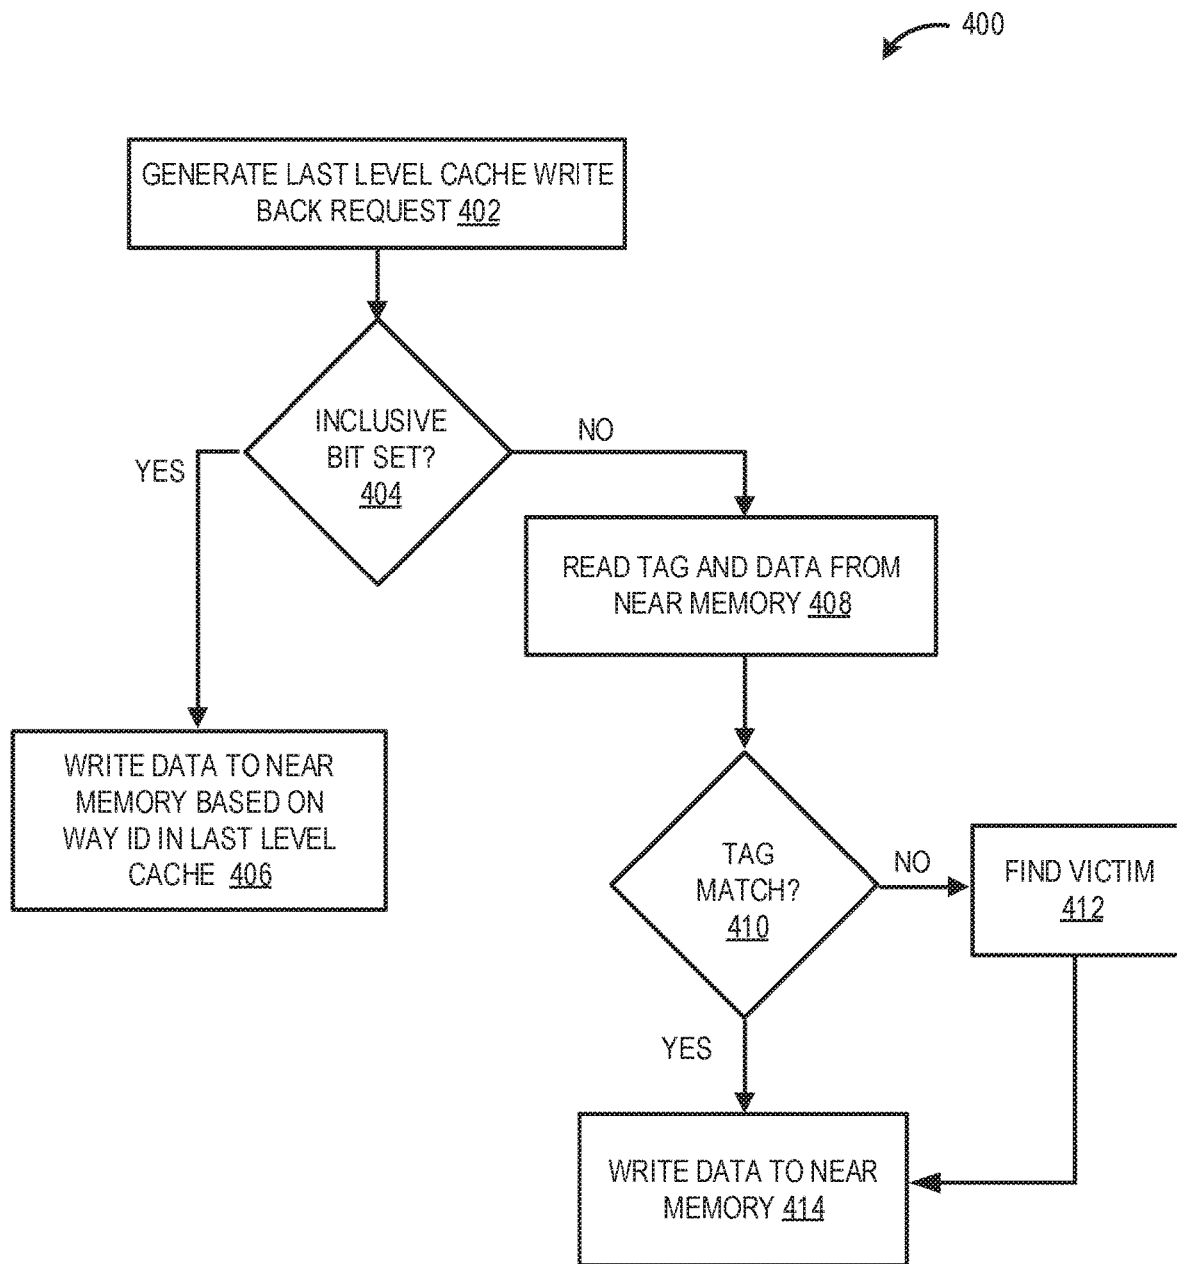 400
GENERATE LAST LEVEL CACHE WRITE
BACK REQUEST 402
INCLUSIVE
BIT SET?
404
YES
NO
READ TAG AND DATA FROM
NEAR MEMORY 408
WRITE DATA TO NEAR
MEMORY BASED ON
WAY ID IN LAST LEVEL
CACHE 406
TAG
MATCH?
410
NO
FIND VICTIM
412
YES
WRITE DATA TO NEAR
MEMORY 414